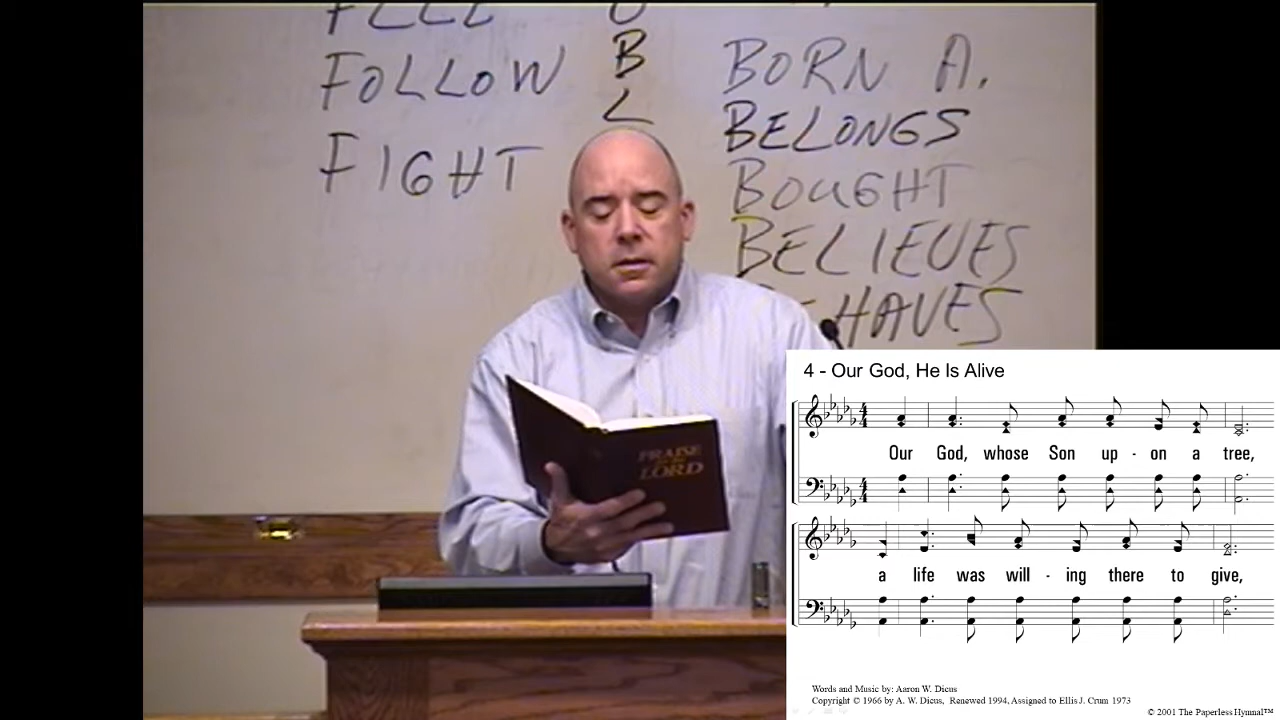 FOLLOW
FIGHT
B
L
BORN A.
BELONGS
BOUGHT
BELIEVES
HAVES
PRAISE
LORD
4 - Our God, He Is Alive
Our God, whose Son up - on a tree,
a life was will - ing there to give,
Words and Music by: Aaron W. Dicus
Copyright © 1966 by A. W. Dicus, Renewed 1994, Assigned to Ellis J. Crum 1973
© 2001 The Paperless Hymnal™